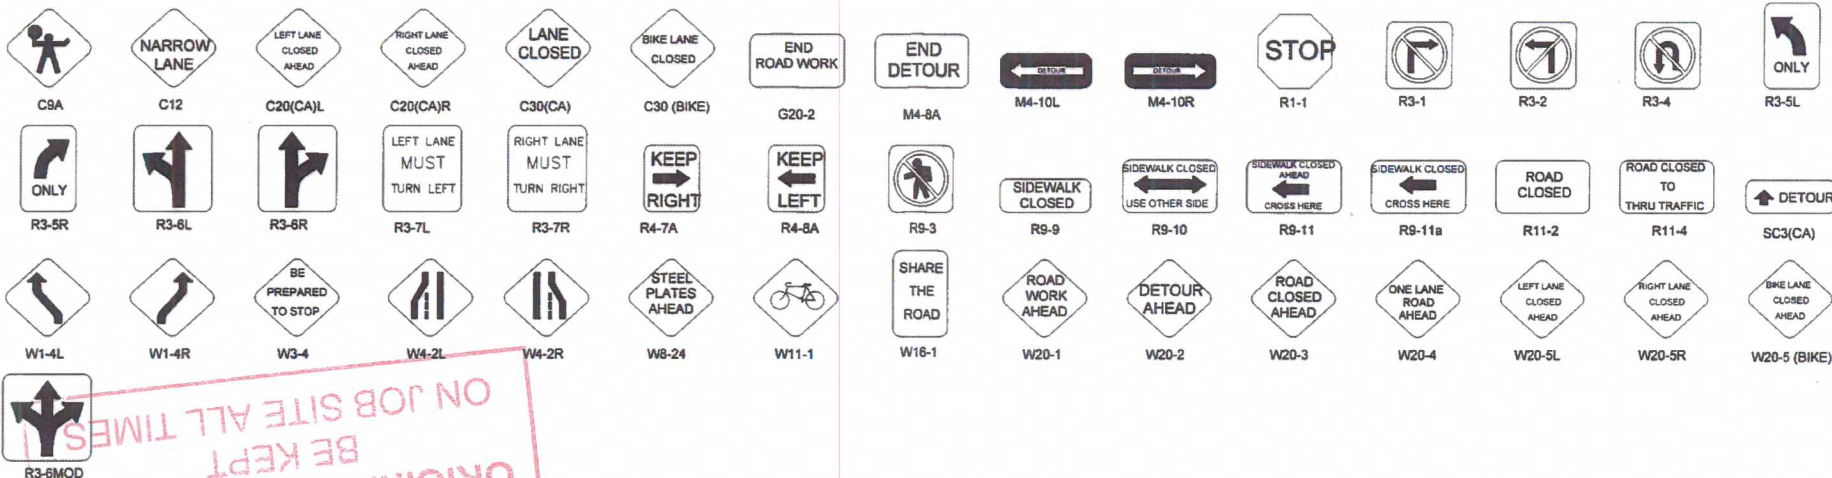 NARROW
LANE
LEFT LANE
CLOSED
AHEAD
RIGHT LANE
CLOSED
AHEAD
LANE
CLOSED
BIKE LANE
CLOSED
END
ROAD WORK
END
DETOUR
DETOUR
DETOUR
STOP
ONLY
C9A
C12
C20(CA)L
C20(CA)R
C30(CA)
C30 (BIKE)
G20-2
M4-8A
M4-10L
M4-10R
R1-1
R3-1
R3-2
R3-4
R3-5L
ONLY
LEFT LANE
MUST
TURN LEFT
RIGHT LANE
MUST
TURN RIGHT
KEEP
RIGHT
KEEP
LEFT
SIDEWALK
CLOSED
SIDEWALK CLOSED
USE OTHER SIDE
SIDEWALK CLOSED
AHEAD
CROSS HERE
SIDEWALK CLOSED
CROSS HERE
ROAD
CLOSED
ROAD CLOSED
TO
THRU TRAFFIC
DETOUR
R3-5R
R3-6L
R3-6R
R3-7L
R3-7R
R4-7A
R4-8A
R9-3
R9-9
R9-10
R9-11
R9-11a
R11-2
R11-4
SC3(CA)
BE
PREPARED
TO STOP
STEEL
PLATES
AHEAD
SHARE
THE
ROAD
ROAD
WORK
AHEAD
DETOUR
AHEAD
ROAD
CLOSED
AHEAD
ONE LANE
ROAD
AHEAD
LEFT LANE
CLOSED
AHEAD
RIGHT LANE
CLOSED
AHEAD
BIKE LANE
CLOSED
AHEAD
W1-4L
W1-4R
W3-4
W4-2L
W4-2R
W8-24
W11-1
W16-1
W20-1
W20-2
W20-3
W20-4
W20-5L
W20-5R
W20-5 (BIKE)
R3-6MOD
BE KEPT
ON JOB SITE ALL TIMES